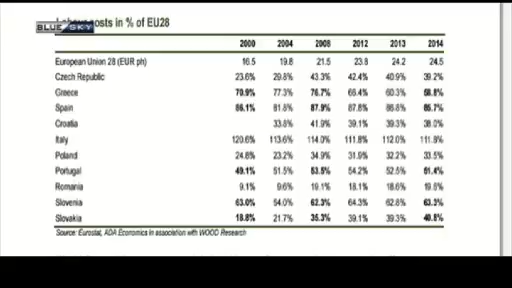 BLUE SKY
Labour costs in % of EU28
2000 2004 2008 2012 2013 2014
European Union 28 (EUR ph) 16.5 19.8 21.5 23.8 24.2 24.5
Czech Republic 23.6% 29.8% 43.3% 42.4% 40.9% 39.2%
Greece 70.9% 77.3% 76.7% 66.4% 60.3%
Spain 86.1% 81.8% 87.9% 87.8% 86.8% 85.7%
Croatia 33.8% 41.9% 39.1% 39.3% 38.0%
Italy 120.6% 113.6% 114.0% 111.8% 112.0% 111.8%
Poland 24.8% 23.2% 34.9% 31.9% 32.2% 33.5%
Portugal 49.1% 51.5% 53.5% 54.2% 52.5% 51.4%
Romania 9.1% 9.6% 19.1% 18.1% 18.6% 19.6%
Slovenia 63.0% 54.0% 62.3% 64.3% 62.8% 63.3%
Slovakia 18.8% 21.7% 35.3% 39.1% 39.3% 40.8%
Source: Eurostat, ADA Economics in association with WOOD Research